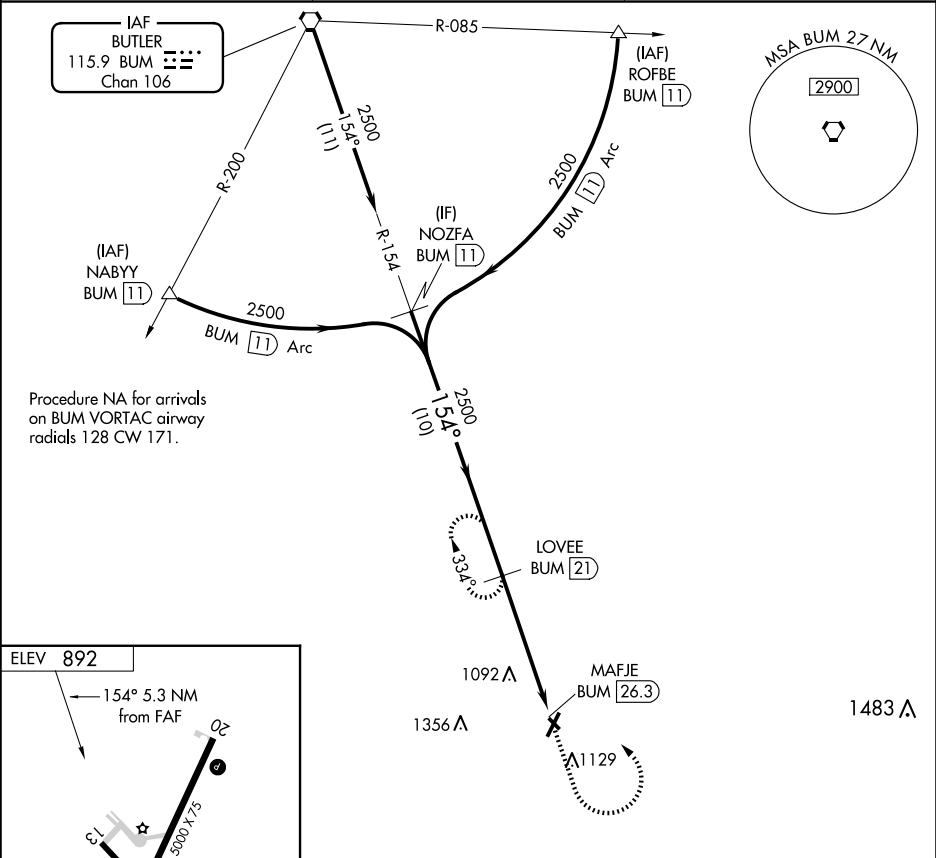 IAF
BUTLER
115.9 BUM
Chan 106
R-085
(IAF)
ROFBE
BUM 11
MSA BUM 27 NM
2900
2500
154°
(11)
R-200
2500
BUM 11 Arc
(IF)
NOZFA
BUM 11
R-154
(IAF)
NABYY
BUM 11
2500
BUM 11 Arc
Procedure NA for arrivals
on BUM VORTAC airway
radials 128 CW 171.
2500
154°
(10)
334°
LOVEE
BUM 21
1092
MAFJE
BUM 26.3
1356
1483
1129
ELEV 892
154° 5.3 NM
from FAF
20
P
5000 X 75
13